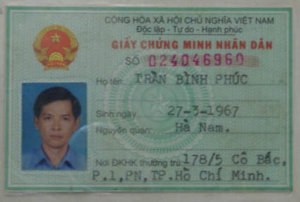 CỘNG HÒA XÃ HỘI CHỦ NGHĨA VIỆT NAM
Độc lập - Tự do - Hạnh phúc
GIẤY CHỨNG MINH NHÂN DÂN
SỐ 024046960
Họ tên TRẦN BÌNH PHÚC
Sinh ngày 27-3-1967
Nguyên quán Hà Nam.
Nơi ĐKHK thường trú 178/5 Cô Bắc,
P.1,PN,TP.Hồ Chí Minh.